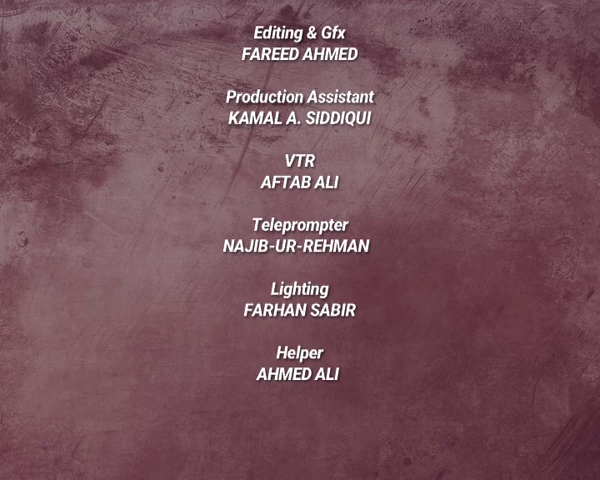 Editing & Gfx
FAREED AHMED
Production Assistant
KAMAL A. SIDDIQUI
VTR
AFTAB ALI
Teleprompter
NAJIB-UR-REHMAN
Lighting
FARHAN SABIR
Helper
AHMED ALI